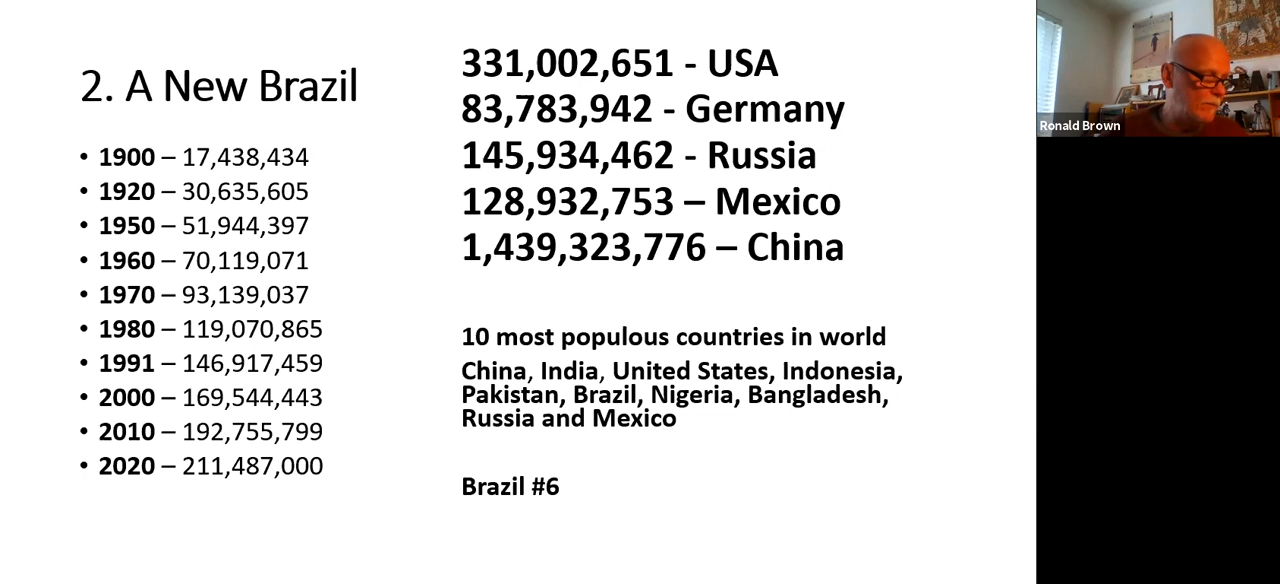 2. A New Brazil
• 1900 – 17,438,434
• 1920 – 30,635,605
• 1950 – 51,944,397
• 1960 – 70,119,071
• 1970 – 93,139,037
• 1980 – 119,070,865
• 1991 – 146,917,459
• 2000 – 169,544,443
• 2010 – 192,755,799
• 2020 – 211,487,000
331,002,651 - USA
83,783,942 - Germany
145,934,462 - Russia
128,932,753 – Mexico
1,439,323,776 – China
10 most populous countries in world
China, India, United States, Indonesia,
Pakistan, Brazil, Nigeria, Bangladesh,
Russia and Mexico
Brazil #6
Ronald Brown